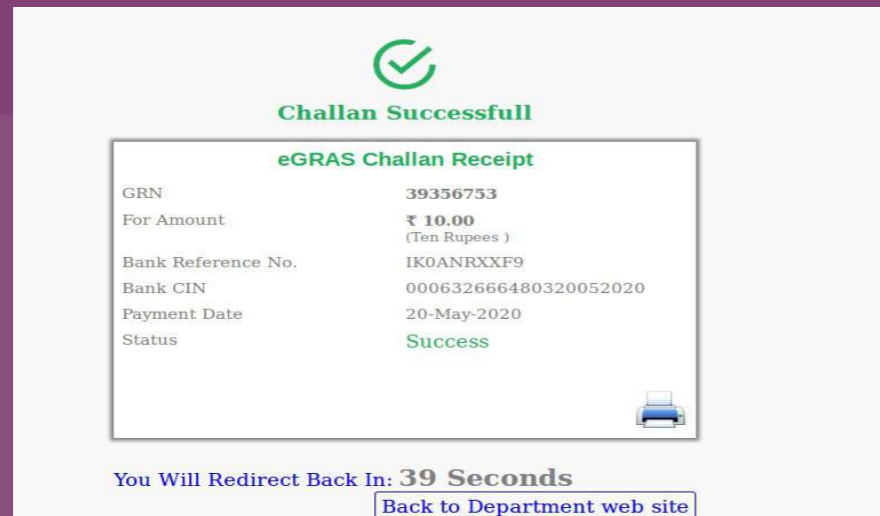 Challan Successfull
eGRAS Challan Receipt
GRN 39356753
For Amount ₹ 10.00
(Ten Rupees )
Bank Reference No. IK0ANRXXF9
Bank CIN 000632666480320052020
Payment Date 20-May-2020
Status Success
You Will Redirect Back In: 39 Seconds
Back to Department web site